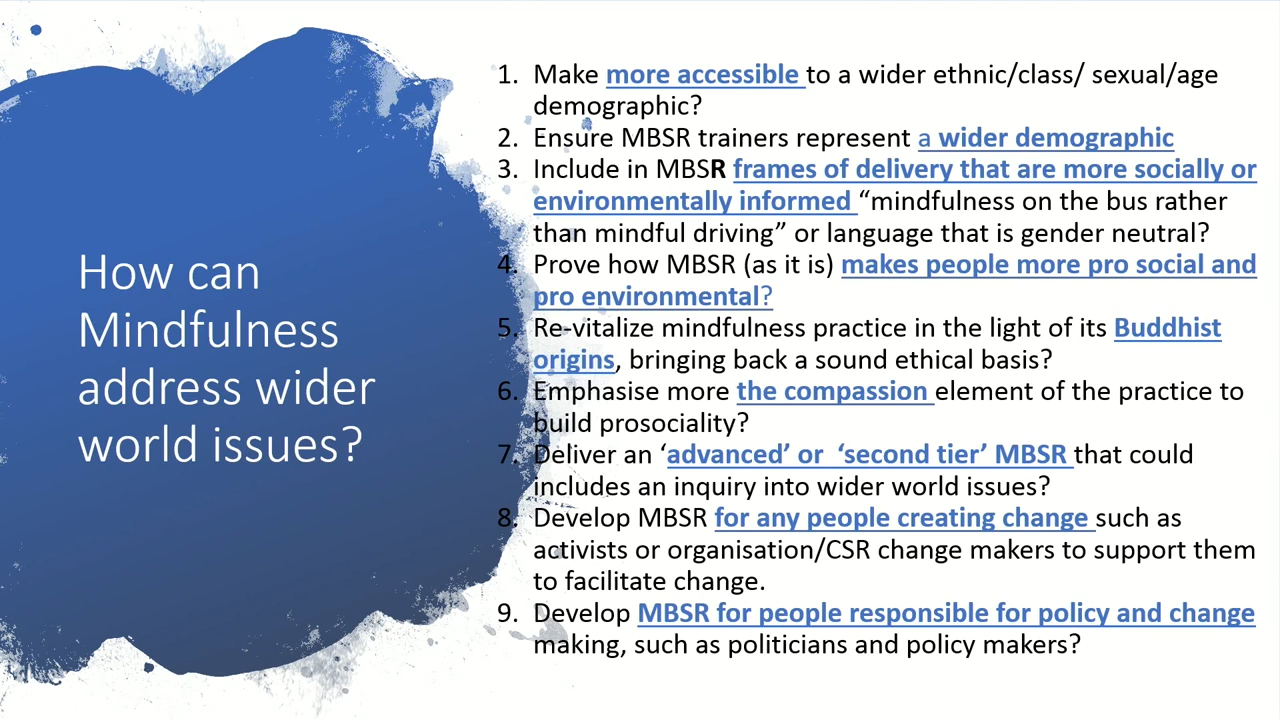 How can
Mindfulness
address wider
world issues?
1. Make more accessible to a wider ethnic/class/ sexual/age
demographic?
2. Ensure MBSR trainers represent a wider demographic
3. Include in MBSR frames of delivery that are more socially or
environmentally informed “mindfulness on the bus rather
than mindful driving” or language that is gender neutral?
4. Prove how MBSR (as it is) makes people more pro social and
pro environmental?
5. Re-vitalize mindfulness practice in the light of its Buddhist
origins, bringing back a sound ethical basis?
6. Emphasise more the compassion element of the practice to
build prosociality?
7. Deliver an ‘advanced’ or ‘second tier’ MBSR that could
includes an inquiry into wider world issues?
8. Develop MBSR for any people creating change such as
activists or organisation/CSR change makers to support them
to facilitate change.
9. Develop MBSR for people responsible for policy and change
making, such as politicians and policy makers?